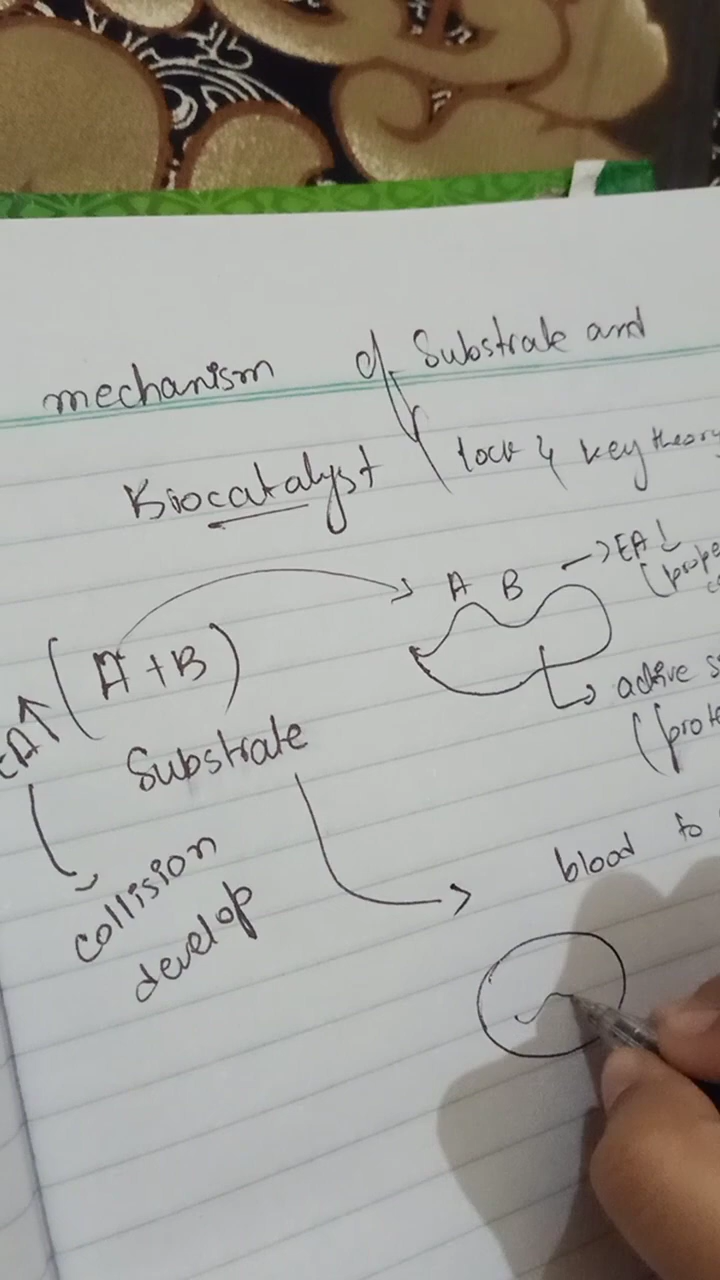 mechanism of Substrate and
Biocatalyst lock & key theory
A B → EA↓
EA↑ (A + B)
active
Substrate
collision
develop
blood to